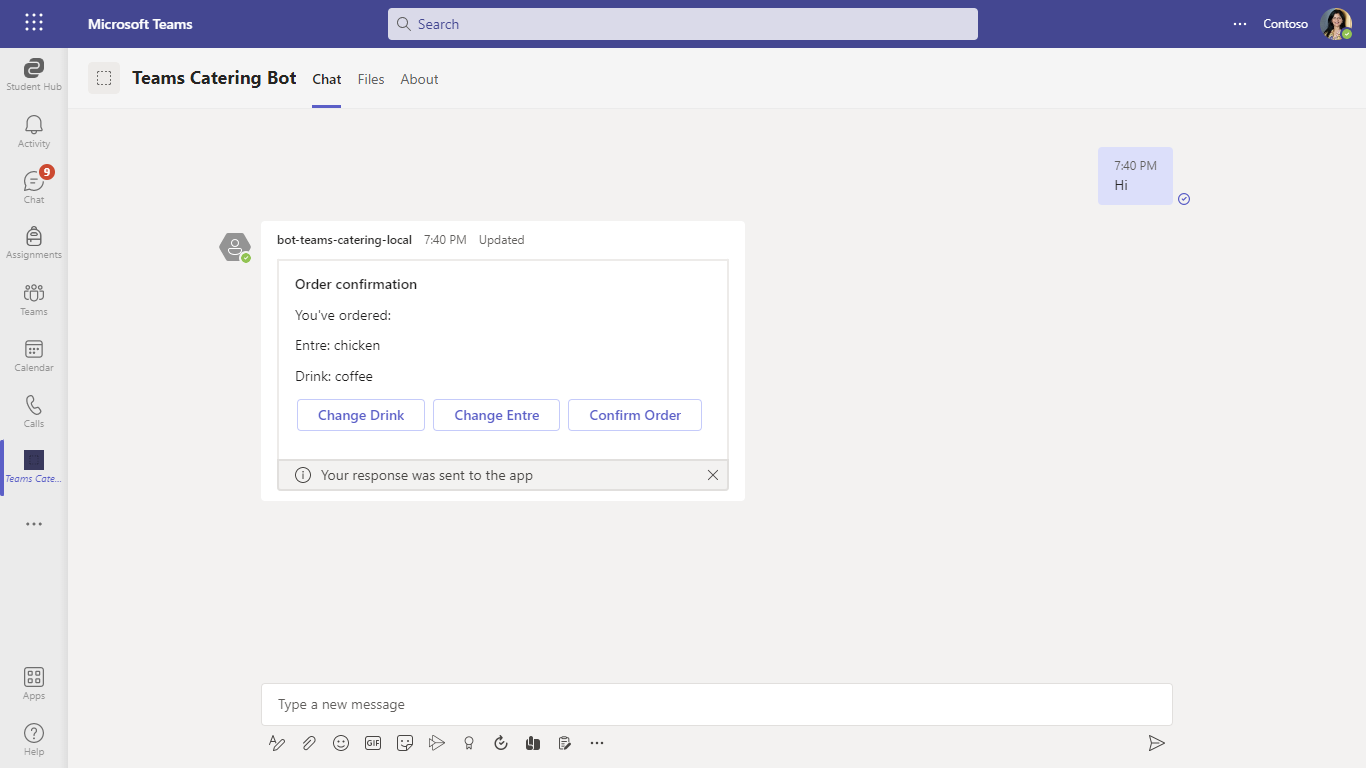 Microsoft Teams
Search
Contoso
Student Hub
Activity
9
Chat
Assignments
Teams
Calendar
Calls
Teams Cate...
Apps
Help
Teams Catering Bot
Chat
Files
About
7:40 PM
Hi
bot-teams-catering-local 7:40 PM Updated
Order confirmation
You've ordered:
Entre: chicken
Drink: coffee
Change Drink
Change Entre
Confirm Order
Your response was sent to the app
Type a new message
GIF